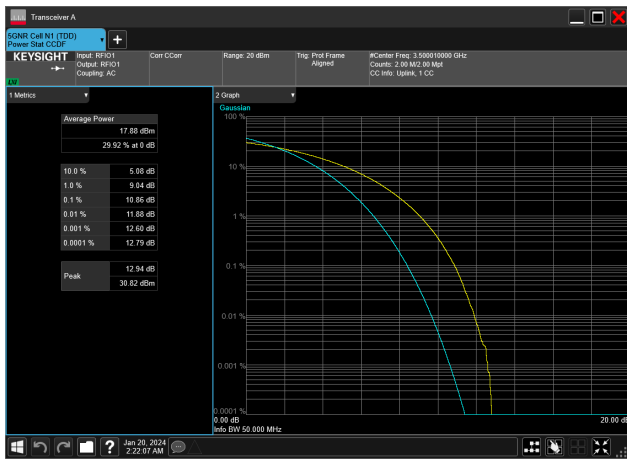 Transceiver A
5GNR Cell N1 (TDD)
Power Stat CCDF
KEYSIGHT
Input: RFIO1
Output: RFIO1
Coupling: AC
Corr CCorr
Range: 20 dBm
Trig: Prot Frame
Aligned
#Center Freq: 3.500010000 GHz
Counts: 2.00 M/2.00 Mpt
CC Info: Uplink, 1 CC
1 Metrics
Average Power
17.88 dBm
29.92 % at 0 dB
10.0 % 5.08 dB
1.0 % 9.04 dB
0.1 % 10.86 dB
0.01 % 11.88 dB
0.001 % 12.60 dB
0.0001 % 12.79 dB
Peak
12.94 dB
30.82 dBm
2 Graph
Gaussian
100 %
10 %
1 %
0.1 %
0.01 %
0.001 %
0.0001 %
0.00 dB
20.00 dB
Info BW 50.000 MHz
Jan 20, 2024
2:22:07 AM